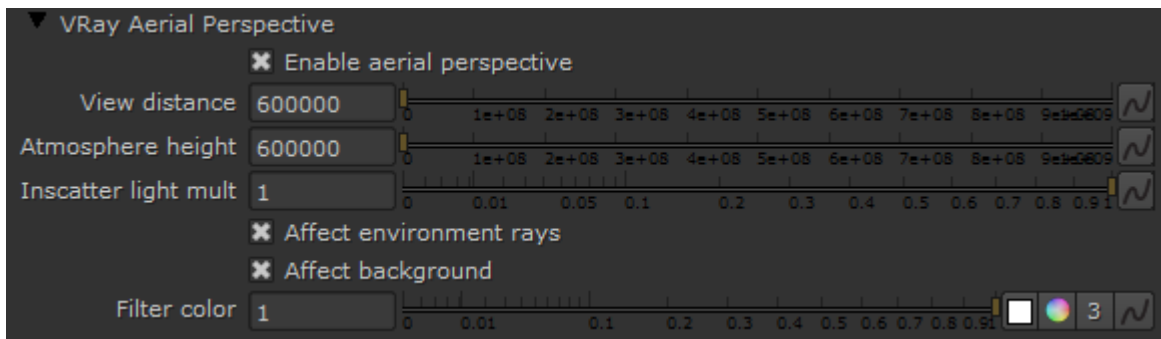 VRay Aerial Perspective
Enable aerial perspective
View distance 600000 0 1e+08 2e+08 3e+08 4e+08 5e+08 6e+08 7e+08 8e+08
Atmosphere height 600000 0 1e+08 2e+08 3e+08 4e+08 5e+08 6e+08 7e+08 8e+08
Inscatter light mult 1 0 0.01 0.05 0.1 0.2 0.3 0.4 0.5 0.6 0.7 0.8 0.9 1
Affect environment rays
Affect background
Filter color 1 0 0.01 0.1 0.2 0.3 0.4 0.5 0.6 0.7 0.8 0.9 1 3